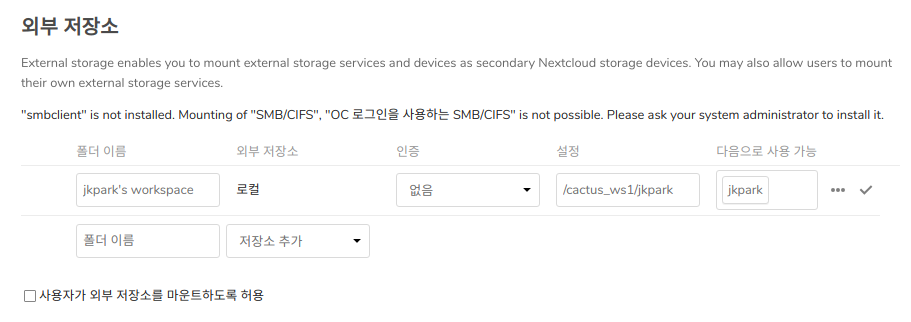 외부 저장소
External storage enables you to mount external storage services and devices as secondary Nextcloud storage devices. You may also allow users to mount
their own external storage services.
"smbclient" is not installed. Mounting of "SMB/CIFS", "OC 로그인을 사용하는 SMB/CIFS" is not possible. Please ask your system administrator to install it.
폴더 이름 외부 저장소 인증 설정 다음으로 사용 가능
jkpark's workspace 로컬 없음 /cactus_ws1/jkpark jkpark
폴더 이름 저장소 추가
사용자가 외부 저장소를 마운트하도록 허용